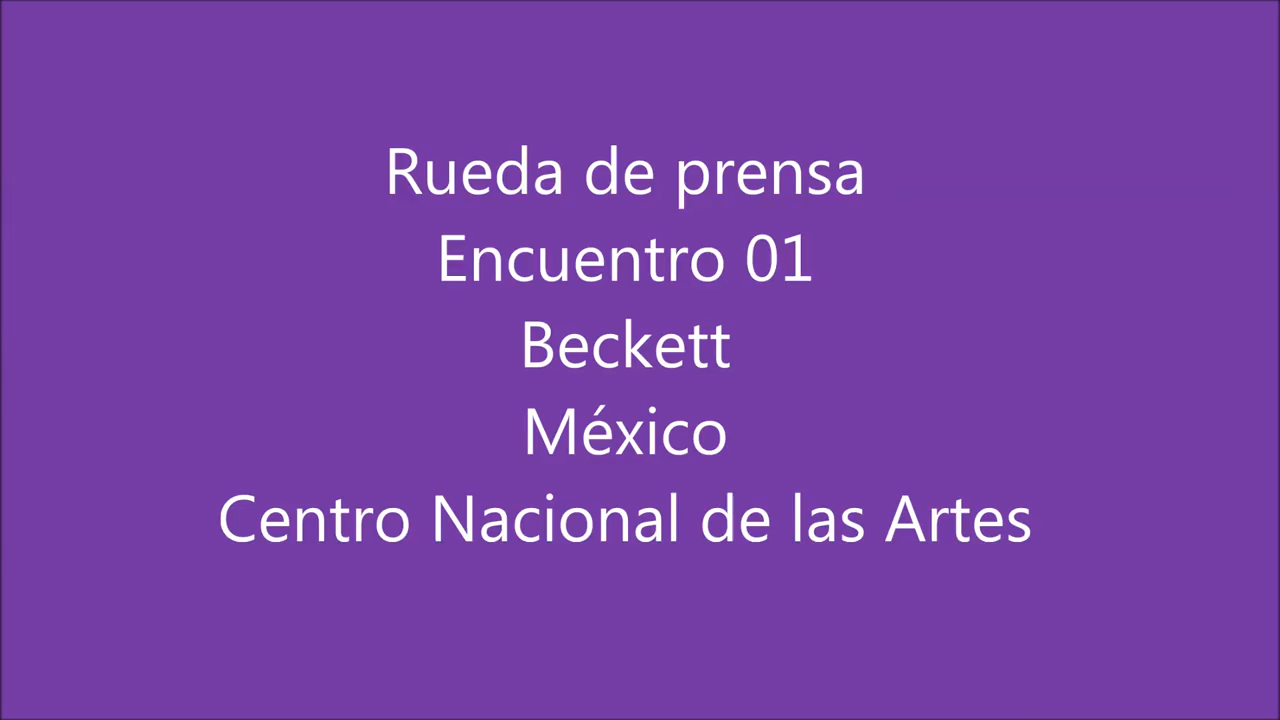 Rueda de prensa
Encuentro 01
Beckett
México
Centro Nacional de las Artes